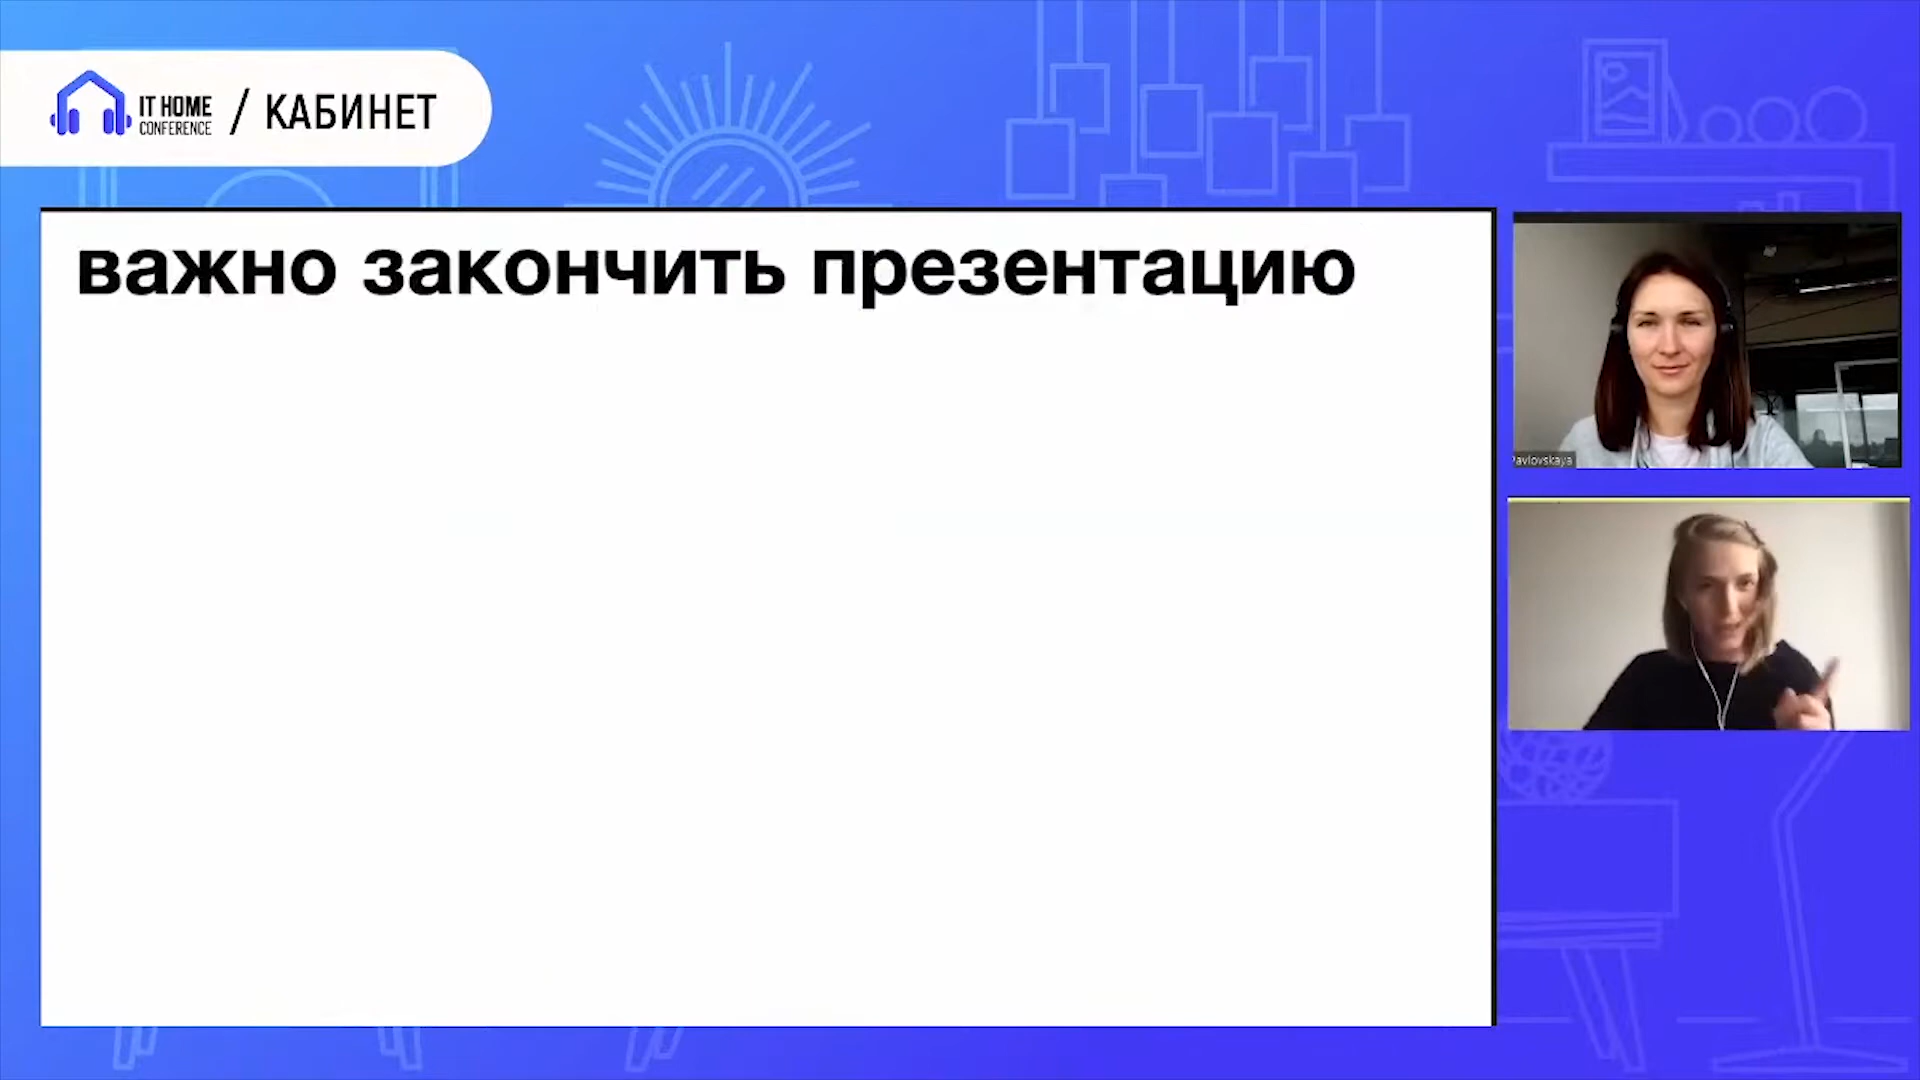 IT HOME
CONFERENCE
/ КАБИНЕТ
важно закончить презентацию
Pavlovskaya